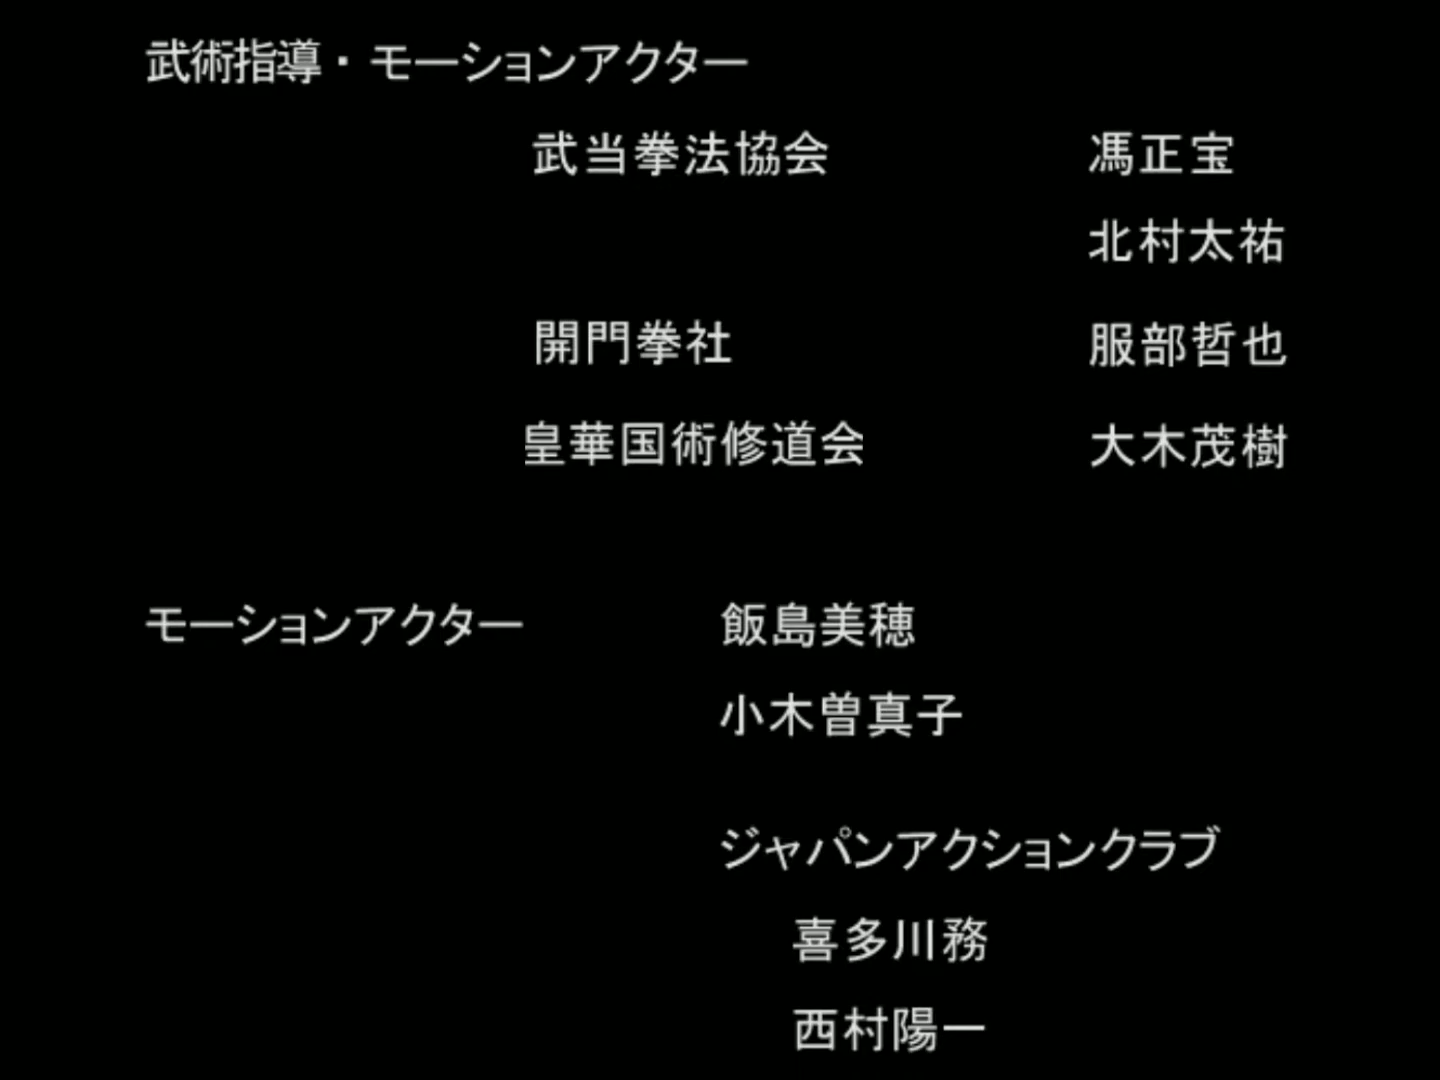 武術指導・モーションアクター
武当拳法協会 馮正宝
北村太祐
開門拳社 服部哲也
皇華国術修道会 大木茂樹
モーションアクター 飯島美穂
小木曽真子
ジャパンアクションクラブ
喜多川務
西村陽一